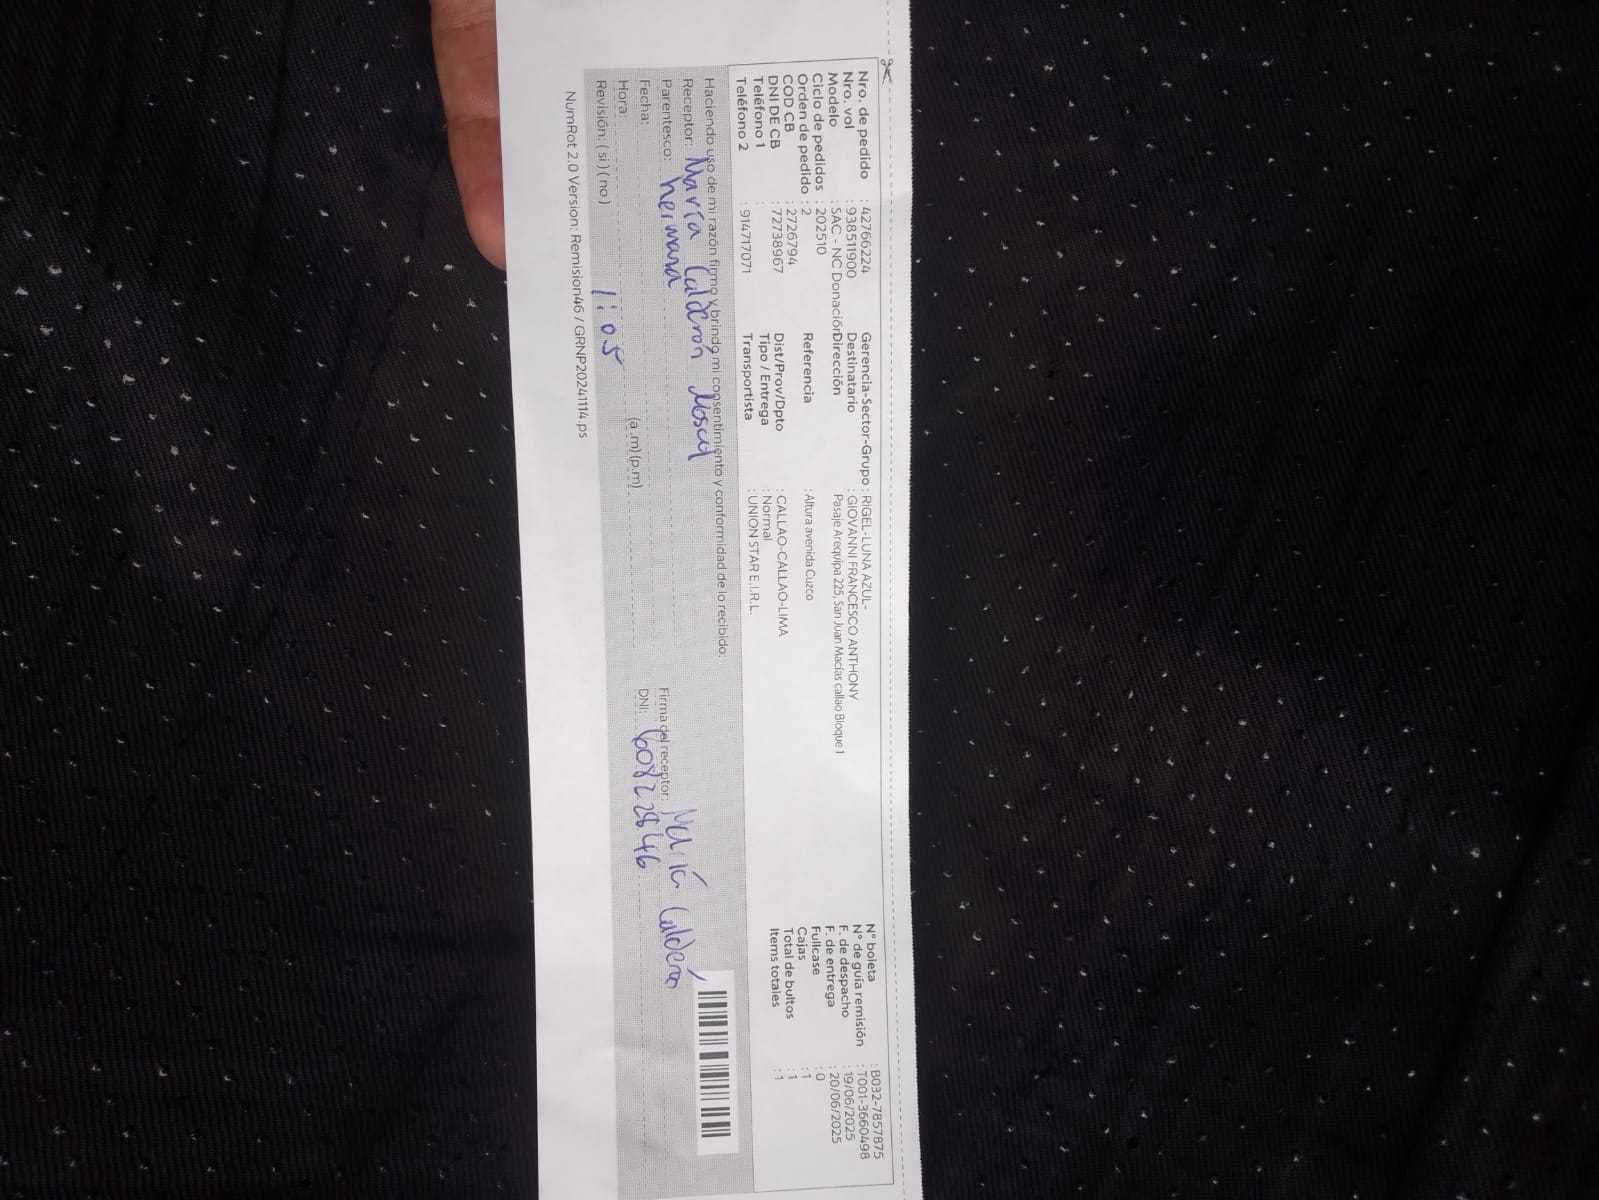 Nro. de pedido : 42766224 Gerencia-Sector-Grupo : RIGEL-LUNA AZUL- N° boleta : B032-7857875
Nro. vol : 938511900 Destinatario : GIOVANNI FRANCESCO ANTHONY N° de guía remisión : T001-3660498
Modelo : SAC - NC Donación Dirección Pasaje Arequipa 225, San Juan Macías callao Bloque 1 F. de despacho : 19/06/2025
Ciclo de pedidos : 202510 F. de entrega : 20/06/2025
Orden de pedido : 2 Referencia : Altura avenida Cuzco Fullcase : 0
COD CB : 2726794 Cajas : 1
DNI DE CB : 72738967 Dist/Prov/Dpto : CALLAO-CALLAO-LIMA Total de bultos : 1
Teléfono 1 : Tipo / Entrega : Normal Items totales : 1
Teléfono 2 : 914717071 Transportista : UNION STAR E.I.R.L.
Haciendo uso de mi razón firmo y brindo mi consentimiento y conformidad de lo recibido:
Receptor: María Calderón
Parentesco: hermana Firma del receptor: María Calderón
Fecha: DNI: 60822846
Hora: (a.m) (p.m)
Revisión: ( si ) ( no ) 1:05
NumRot 2.0 Version: Remision46 / GRNP20241114.ps